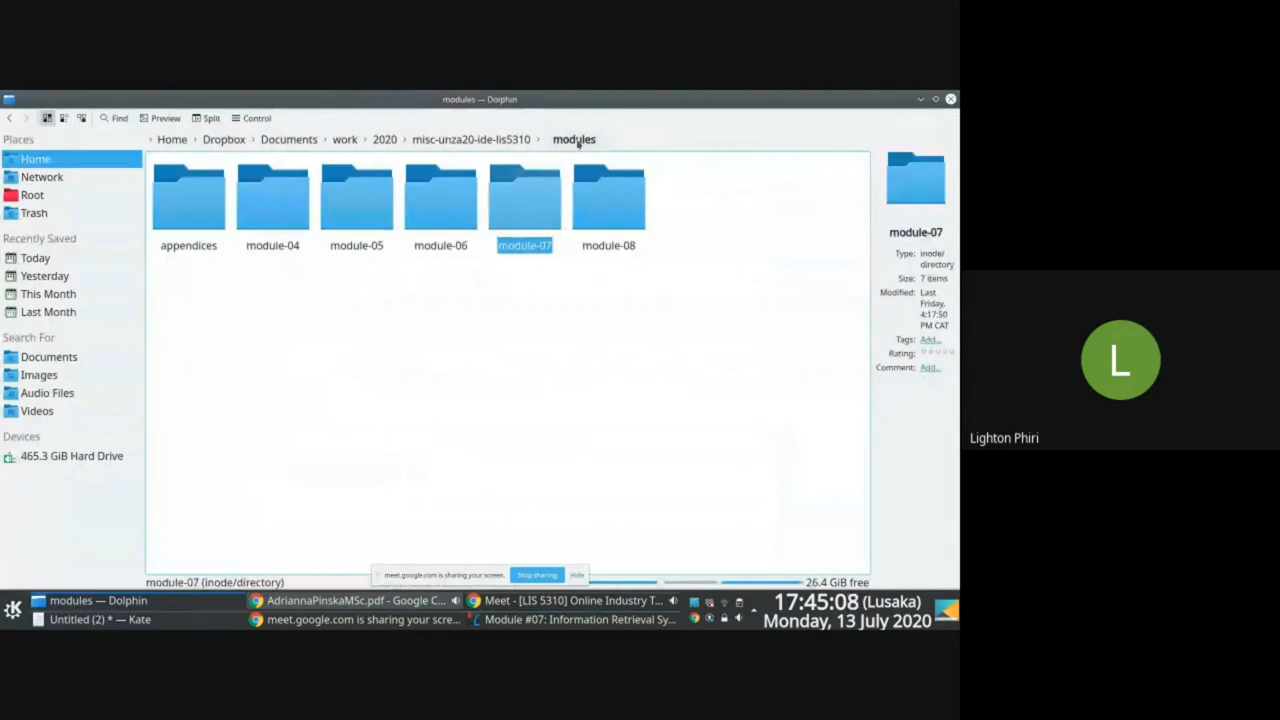 modules — Dolphin
Find Preview Split Control
Places
Home
Network
Root
Trash
Recently Saved
Today
Yesterday
This Month
Last Month
Search For
Documents
Images
Audio Files
Videos
Devices
465.3 GiB Hard Drive
Home Dropbox Documents work 2020 misc-unza20-ide-lis5310 modules
appendices module-04 module-05 module-06 module-07 module-08
module-07
Type: inode/
directory
Size: 7 items
Modified: Last
Friday,
4:17:50
PM CAT
Tags: Add...
Rating:
Comment: Add...
module-07 (inode/directory)
meet.google.com is sharing your screen. Stop sharing Hide
26.4 GiB free
modules — Dolphin
Untitled (2) * — Kate
AdriannaPinskaMSc.pdf - Google C...
meet.google.com is sharing your scre...
Meet - [LIS 5310] Online Industry T...
Module #07: Information Retrieval Sy...
17:45:08 (Lusaka)
Monday, 13 July 2020
L
Lighton Phiri